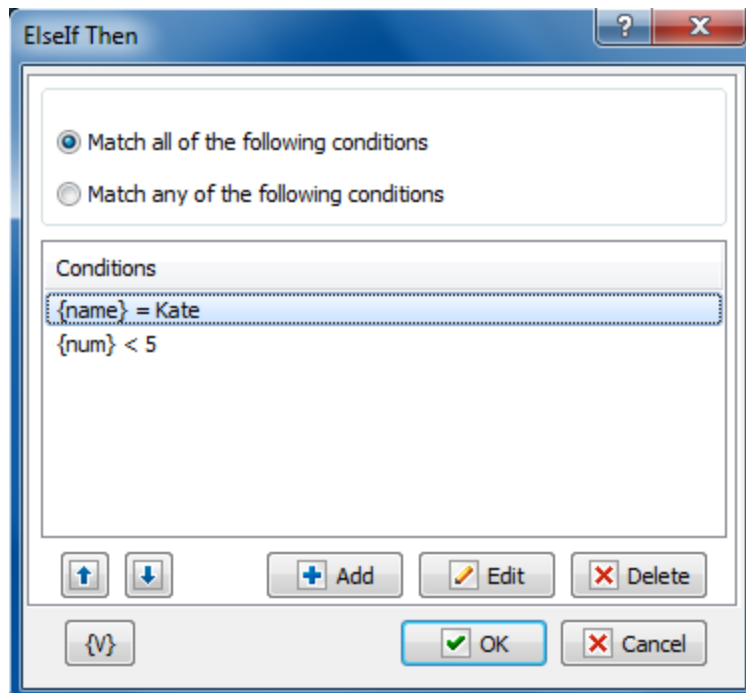 ElseIf Then
?
Match all of the following conditions
Match any of the following conditions
Conditions
{name} = Kate
{num} < 5
Add Edit Delete
{V} OK Cancel